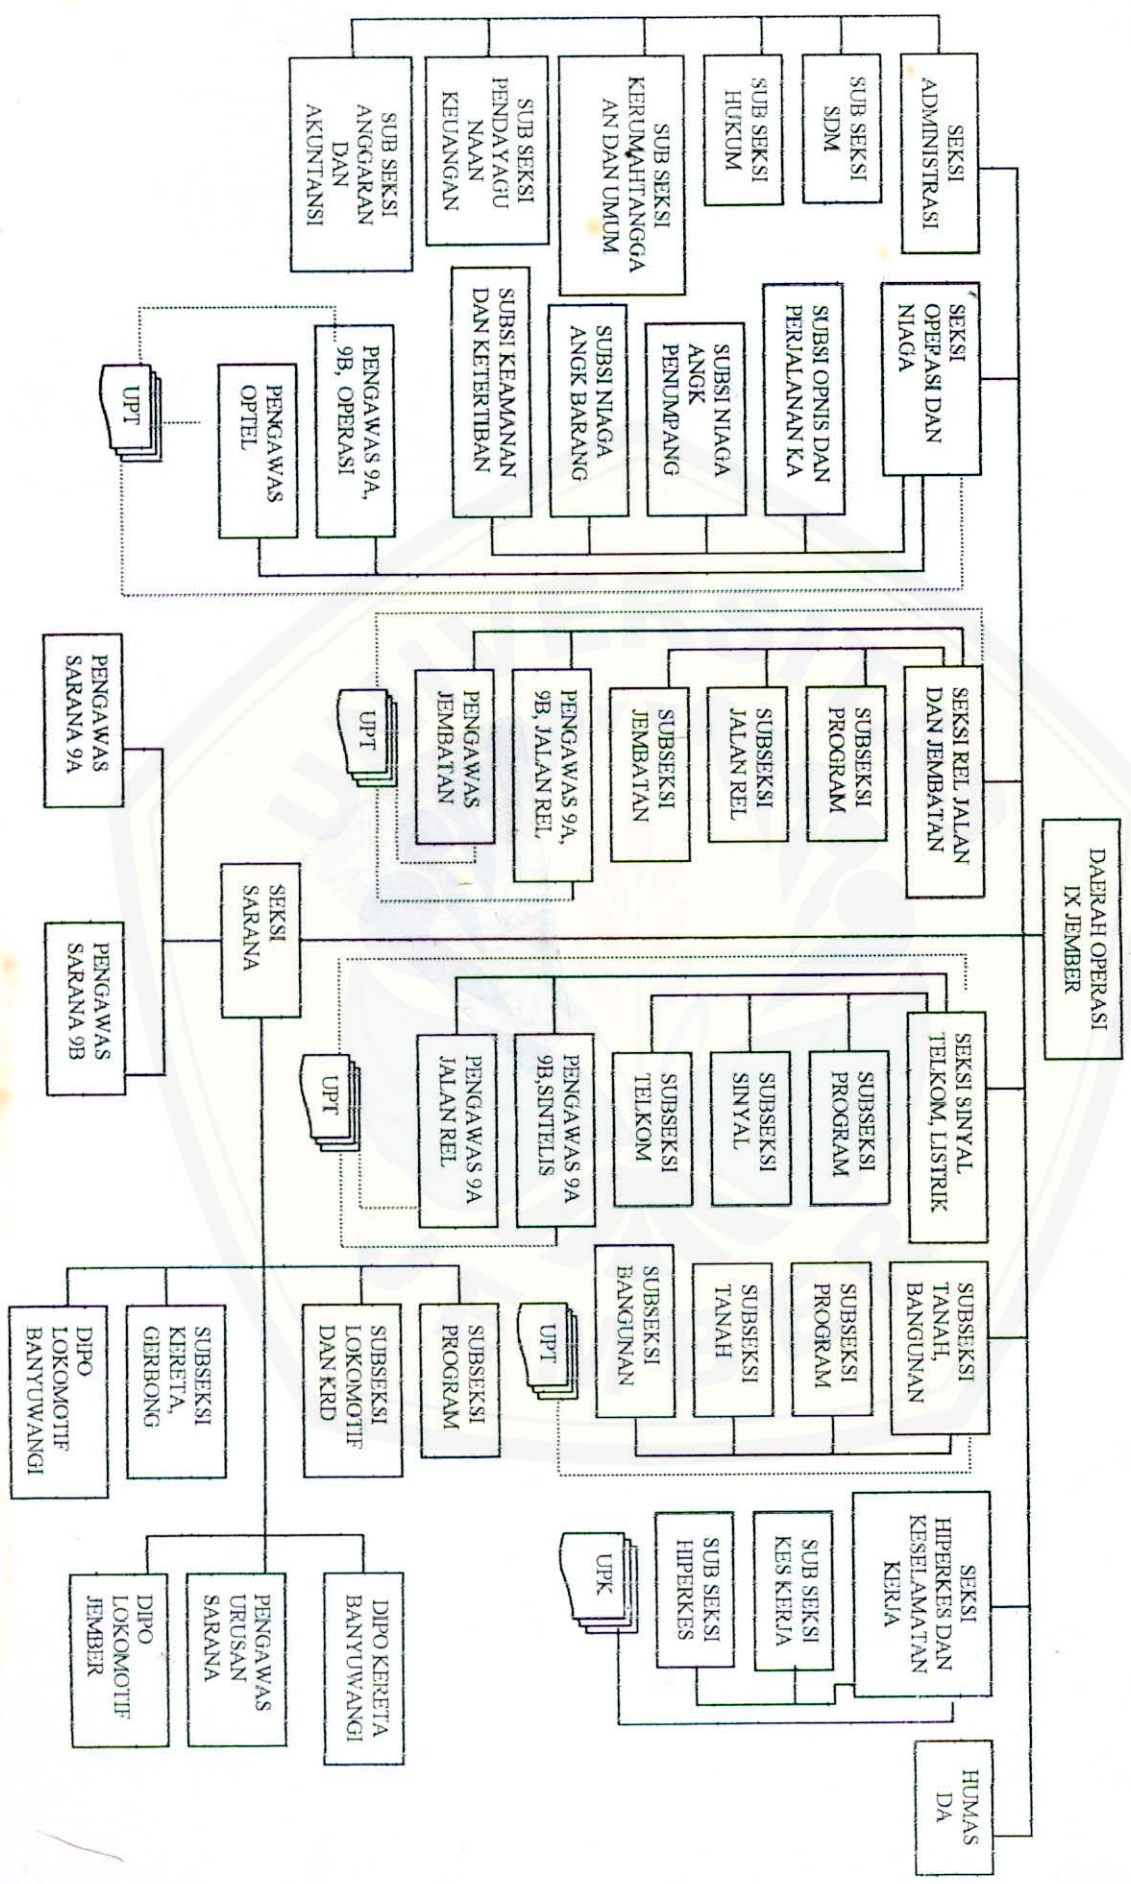 DAERAH OPERASI
IX JEMBER
SEKSI
ADMINISTRASI
SUB SEKSI
SDM
SUB SEKSI
HUKUM
SUB SEKSI
KERUMAHTANGGA
AN DAN UMUM
SUB SEKSI
PENDAYAGU
NAAN
KEUANGAN
SUB SEKSI
ANGGARAN
DAN
AKUNTANSI
SEKSI
OPERASI DAN
NIAGA
SUBSI OPNIS DAN
PERJALANAN KA
SUBSI NIAGA
ANGK
PENUMPANG
SUBSI NIAGA
ANGK BARANG
SUBSI KEAMANAN
DAN KETERTIBAN
PENGAWAS 9A,
9B, OPERASI
PENGAWAS
OPTEL
UPT
SEKSI REL JALAN
DAN JEMBATAN
SUBSEKSI
PROGRAM
SUBSEKSI
JALAN REL
SUBSEKSI
JEMBATAN
PENGAWAS 9A,
9B, JALAN REL
PENGAWAS
JEMBATAN
UPT
SEKSI SINYAL
TELKOM, LISTRIK
SUBSEKSI
PROGRAM
SUBSEKSI
SINYAL
SUBSEKSI
TELKOM
PENGAWAS 9A
9B,SINTELIS
PENGAWAS 9A
JALAN REL
UPT
SUBSEKSI
TANAH,
BANGUNAN
SUBSEKSI
PROGRAM
SUBSEKSI
TANAH
SUBSEKSI
BANGUNAN
UPT
SEKSI
HIPERKES DAN
KESELAMATAN
KERJA
SUB SEKSI
KES KERJA
SUB SEKSI
HIPERKES
UPK
HUMAS
DA
SEKSI
SARANA
PENGAWAS
SARANA 9A
PENGAWAS
SARANA 9B
SUBSEKSI
PROGRAM
SUBSEKSI
LOKOMOTIF
DAN KRD
SUBSEKSI
KERETA,
GERBONG
DIPO
LOKOMOTIF
BANYUWANGI
DIPO KERETA
BANYUWANGI
PENGAWAS
URUSAN
SARANA
DIPO
LOKOMOTIF
JEMBER